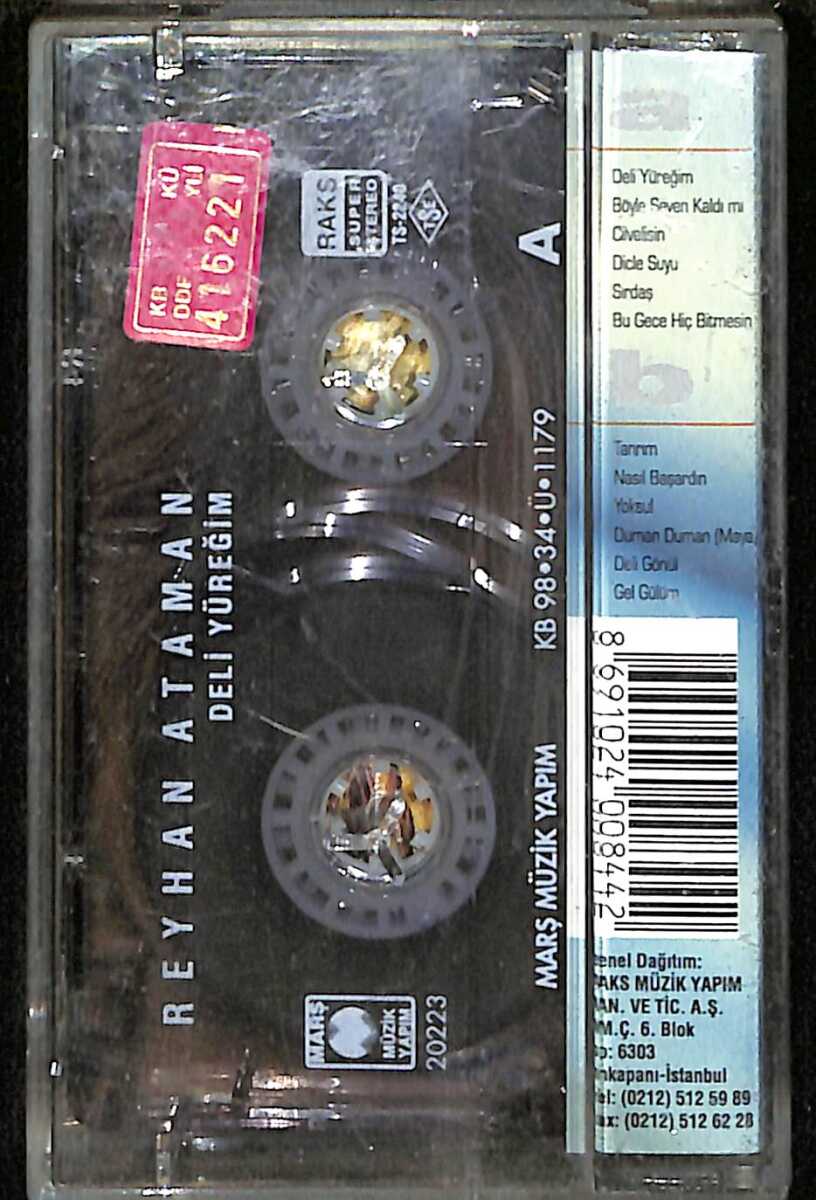 REYHAN ATAMAN
DELİ YÜREĞİM
KÜ
YU
KB
DDF
416221
RAKS
SUPER
STEREO
TS-2240
TSE
A
KB 98•34•Ü•1179
MARŞ MÜZİK YAPIM
MARŞ
MÜZİK
YAPIM
20223
a
Deli Yüreğim
Böyle Seven Kaldı mı
Cilvelisin
Dicle Suyu
Sırdaş
Bu Gece Hiç Bitmesin
b
Tanrım
Nasıl Başardın
Yoksul
Duman Duman (Maya
Deli Gönül
Gel Gülüm
8 691024 008442
enel Dağıtım:
AKS MÜZİK YAPIM
AN. VE TİC. A.Ş.
M.Ç. 6. Blok
o: 6303
nkapanı-İstanbul
el: (0212) 512 59 89
ax: (0212) 512 62 28